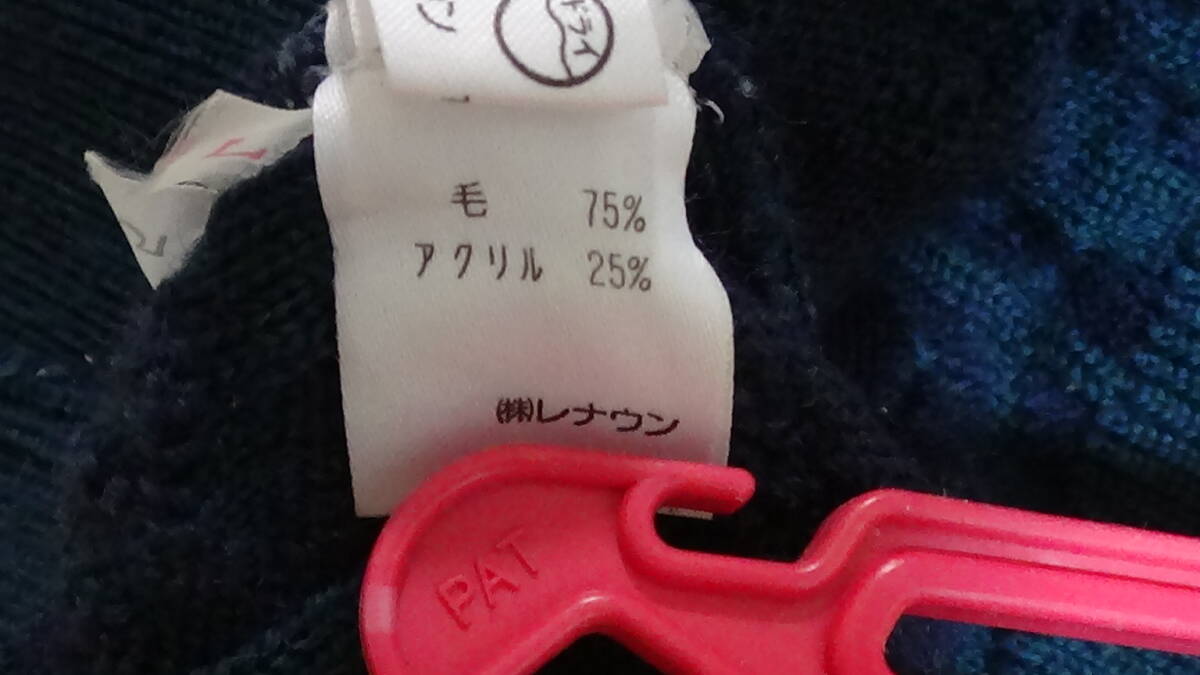 ドライ
毛 75%
アクリル 25%
㈱レナウン
PAT